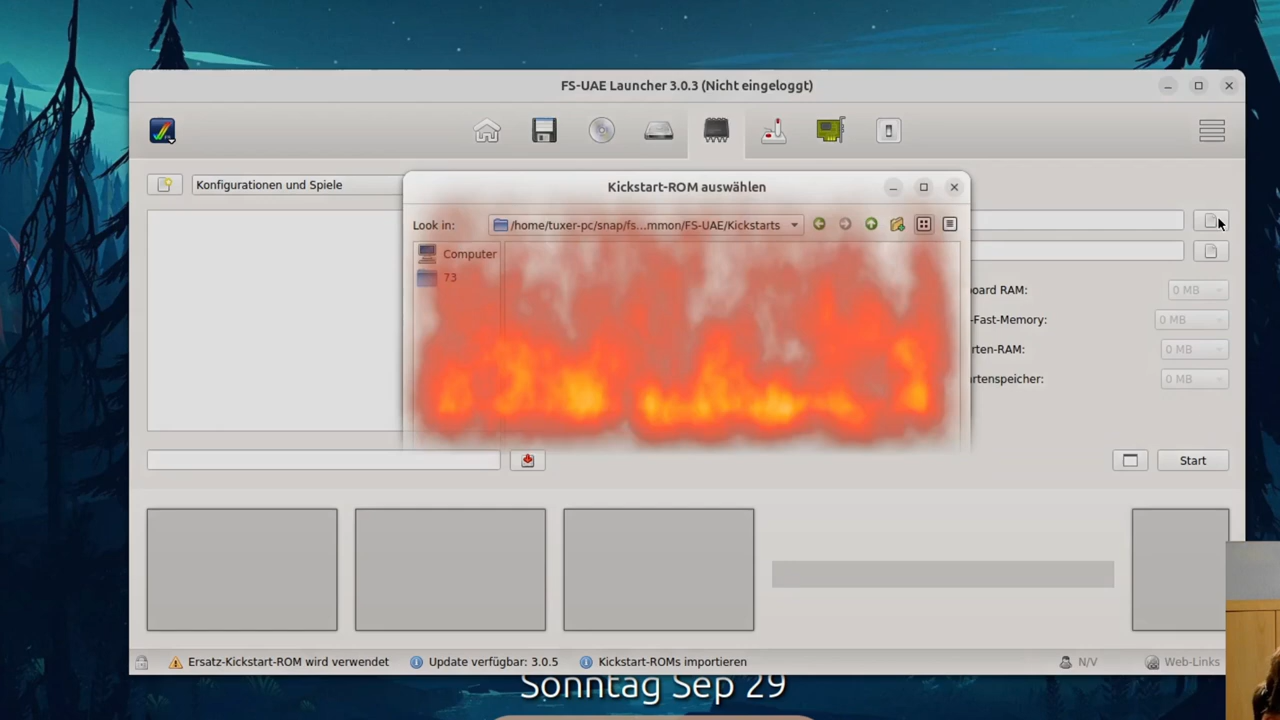 FS-UAE Launcher 3.0.3 (Nicht eingeloggt)
Konfigurationen und Spiele
Kickstart-ROM auswählen
Look in:
/home/tuxer-pc/snap/fs...mmon/FS-UAE/Kickstarts
Computer
73
oard RAM:
0 MB
-Fast-Memory:
0 MB
rten-RAM:
0 MB
rtenspeicher:
0 MB
Start
Ersatz-Kickstart-ROM wird verwendet
Update verfügbar: 3.0.5
Kickstart-ROMs importieren
N/V
Web-Links
Sonntag Sep 29